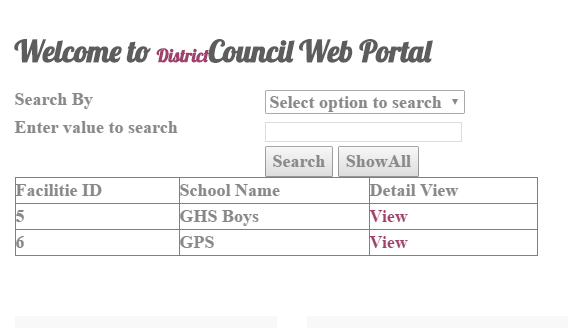 Welcome to DistrictCouncil Web Portal
Search By Select option to search
Enter value to search
Search ShowAll
Facilitie ID School Name Detail View
5 GHS Boys View
6 GPS View